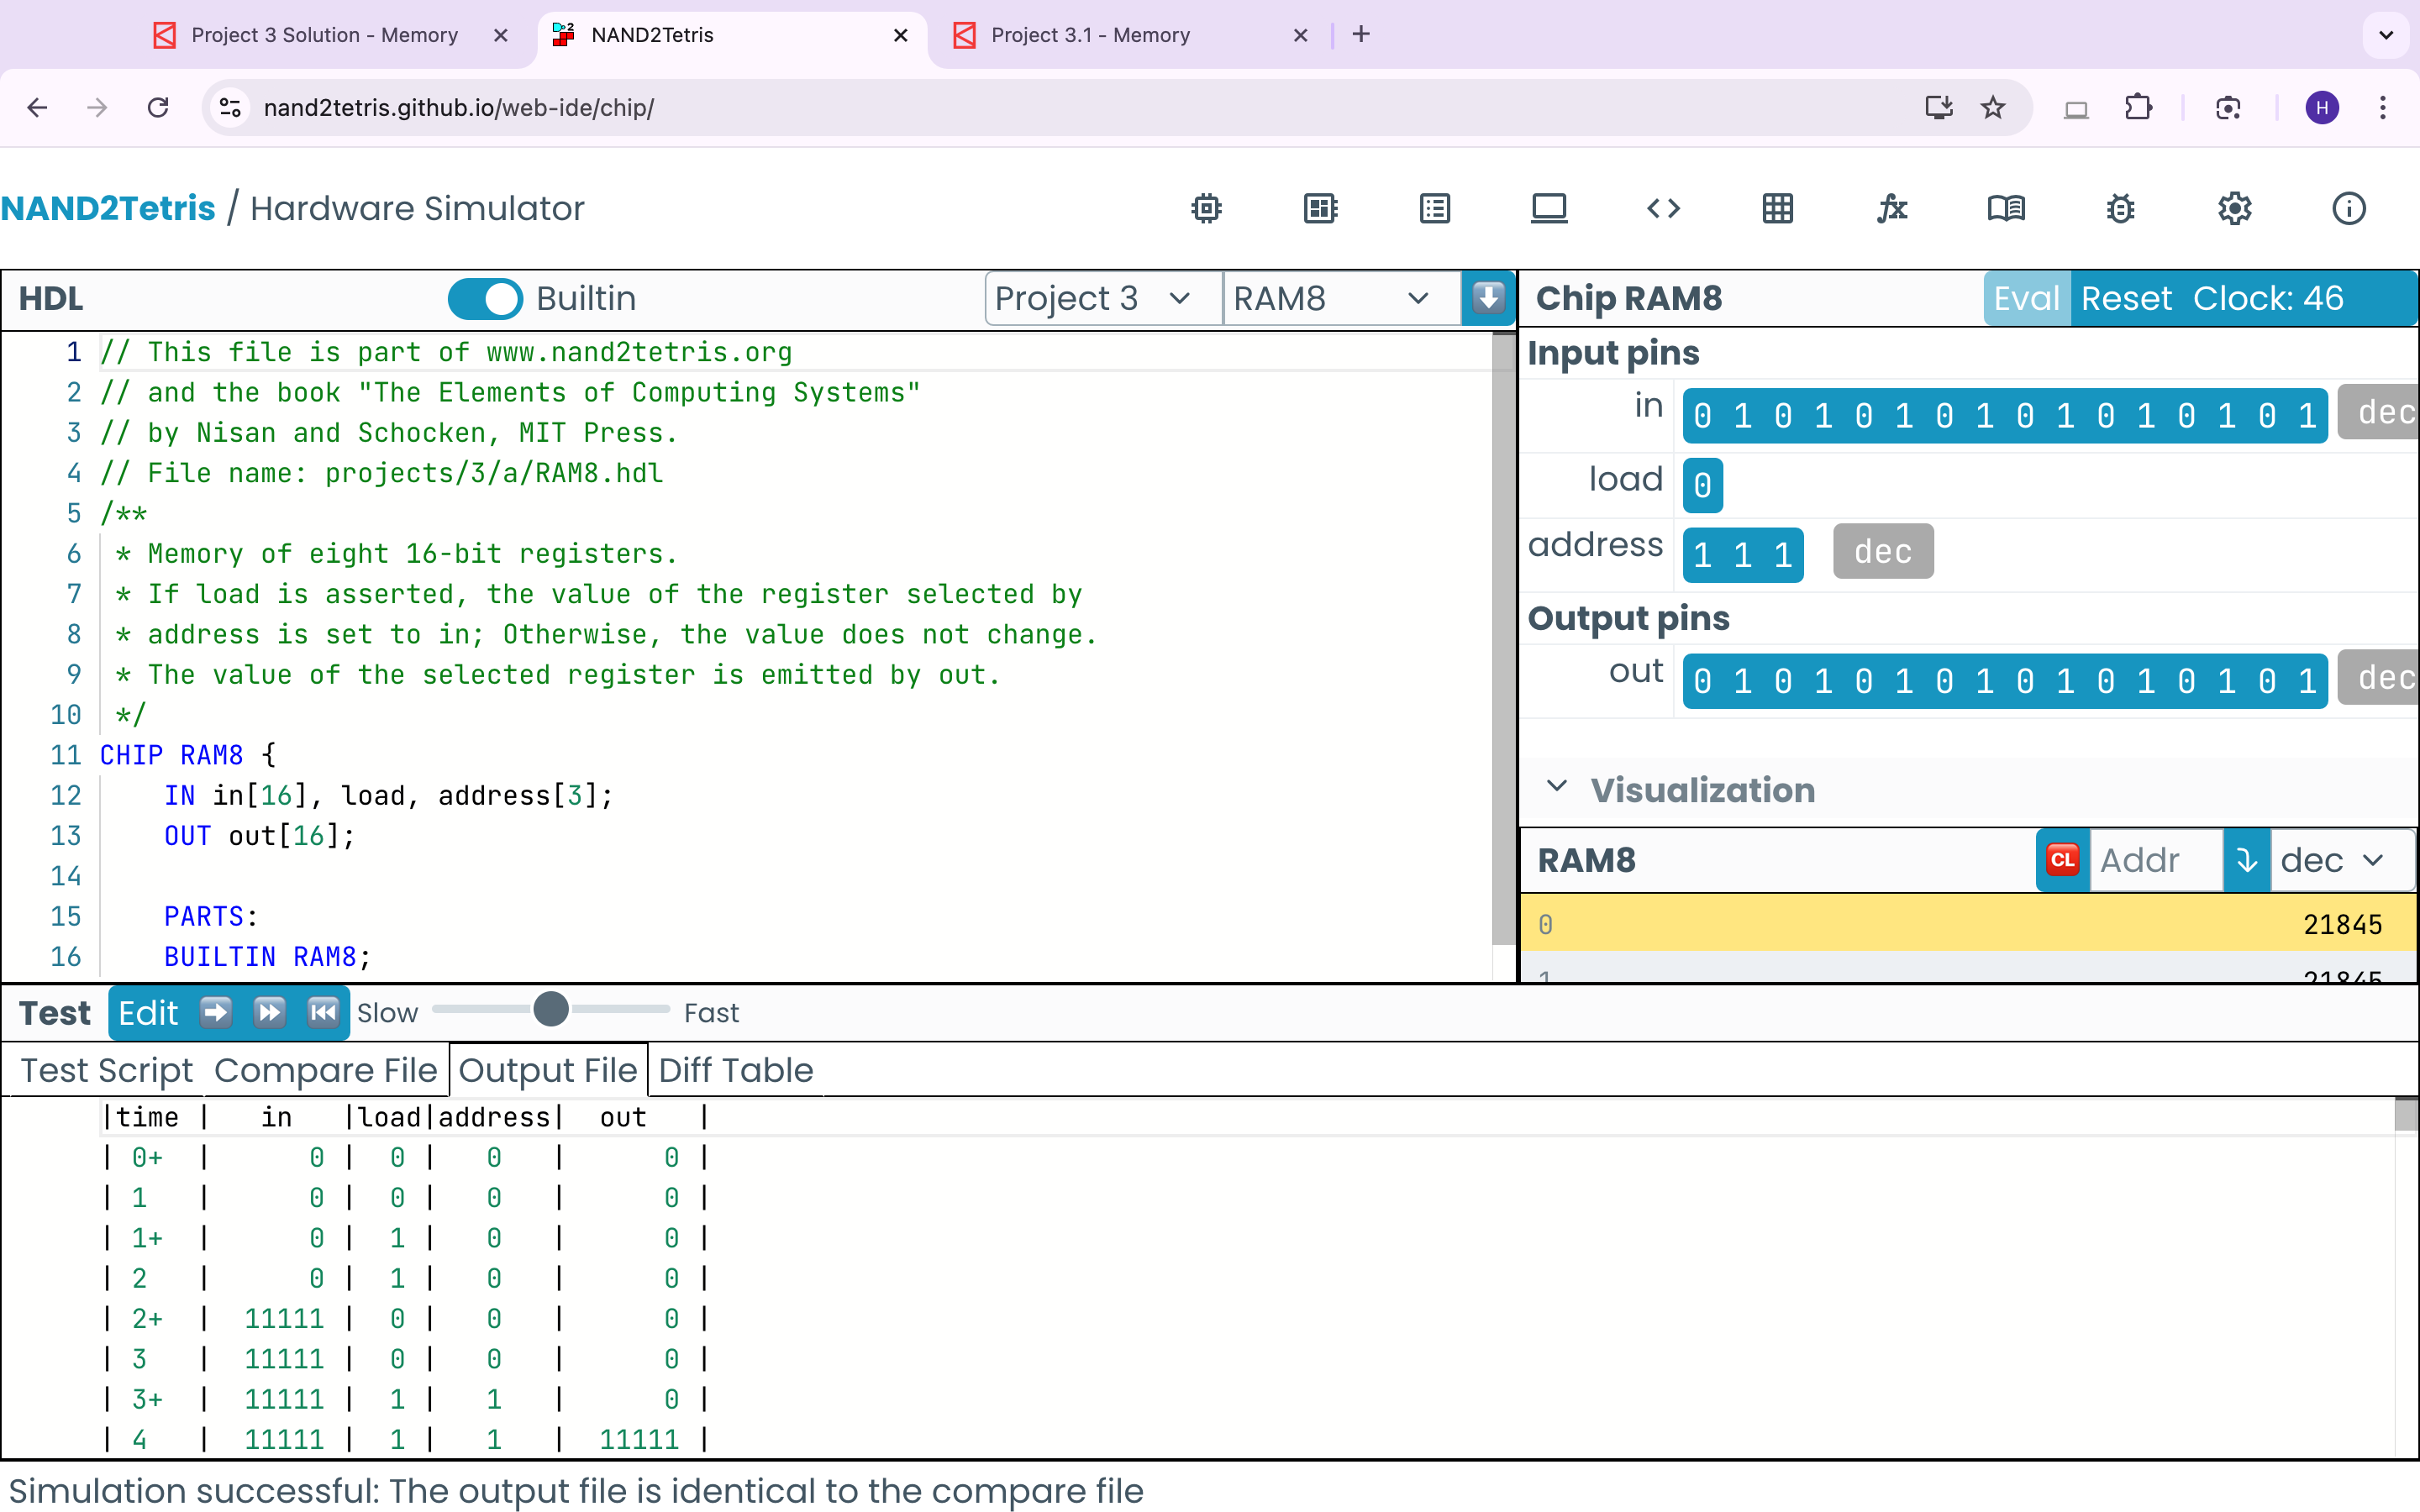 Project 3 Solution - Memory
NAND2Tetris
Project 3.1 - Memory
nand2tetris.github.io/web-ide/chip/
H
NAND2Tetris / Hardware Simulator
HDL
Builtin
Project 3
RAM8
1 // This file is part of www.nand2tetris.org
2 // and the book "The Elements of Computing Systems"
3 // by Nisan and Schocken, MIT Press.
4 // File name: projects/3/a/RAM8.hdl
5 /**
6 * Memory of eight 16-bit registers.
7 * If load is asserted, the value of the register selected by
8 * address is set to in; Otherwise, the value does not change.
9 * The value of the selected register is emitted by out.
10 */
11 CHIP RAM8 {
12 IN in[16], load, address[3];
13 OUT out[16];
14
15 PARTS:
16 BUILTIN RAM8;
Chip RAM8
Eval Reset Clock: 46
Input pins
in 0 1 0 1 0 1 0 1 0 1 0 1 0 1 0 1 dec
load 0
address 1 1 1 dec
Output pins
out 0 1 0 1 0 1 0 1 0 1 0 1 0 1 0 1 dec
Visualization
RAM8 CL Addr dec
0 21845
1 21845
Test Edit Slow Fast
Test Script Compare File Output File Diff Table
|time | in |load|address| out |
| 0+ | 0 | 0 | 0 | 0 |
| 1 | 0 | 0 | 0 | 0 |
| 1+ | 0 | 1 | 0 | 0 |
| 2 | 0 | 1 | 0 | 0 |
| 2+ | 11111 | 0 | 0 | 0 |
| 3 | 11111 | 0 | 0 | 0 |
| 3+ | 11111 | 1 | 1 | 0 |
| 4 | 11111 | 1 | 1 | 11111 |
Simulation successful: The output file is identical to the compare file